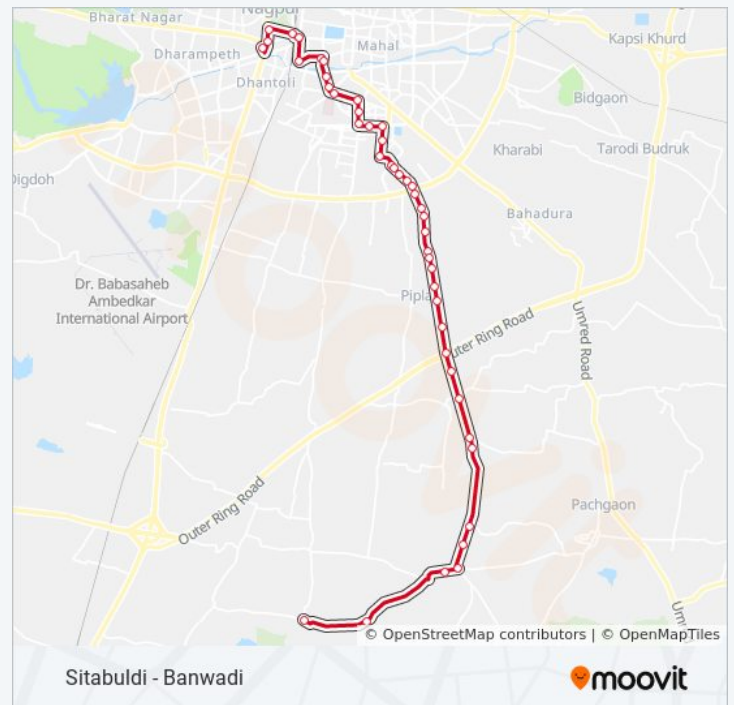 Nagpur
Bharat Nagar
Mahal
Kapsi Khurd
Dharampeth
Dhantoli
Bidgaon
Kharabi
Tarodi Budruk
Digdoh
Bahadura
Dr. Babasaheb
Ambedkar
International Airport
Pipla
Outer Ring Road
Umred Road
Pachgaon
Outer Ring Road
© OpenStreetMap contributors | © OpenMapTiles
Sitabuldi - Banwadi
moovit